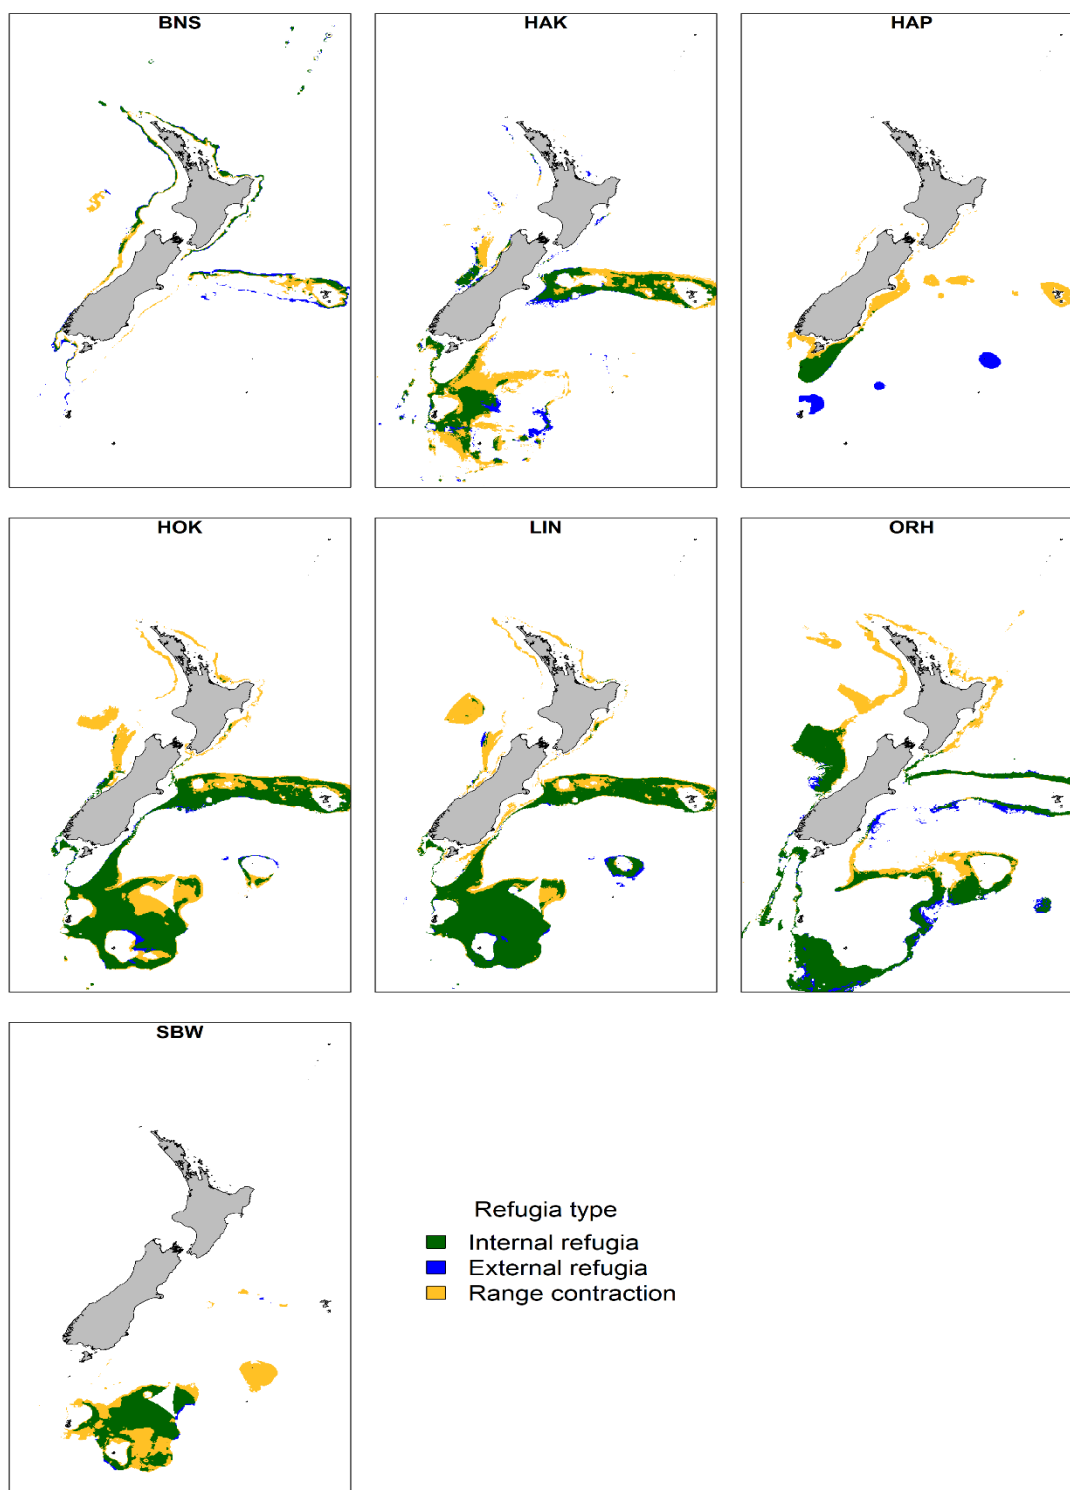 BNS
HAK
HAP
HOK
LIN
ORH
SBW
Refugia type
Internal refugia
External refugia
Range contraction